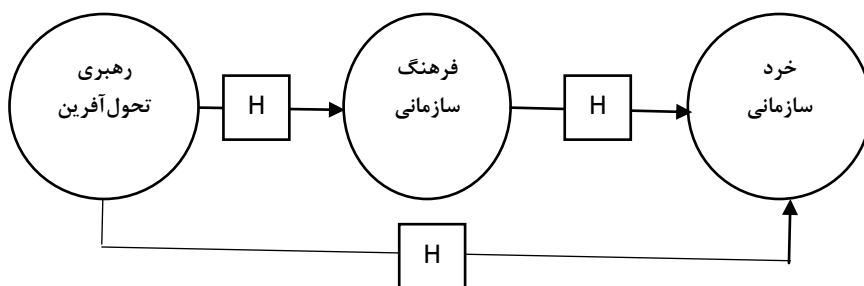 رهبری
تحول‌آفرین
H
فرهنگ
سازمانی
H
خرد
سازمانی
H